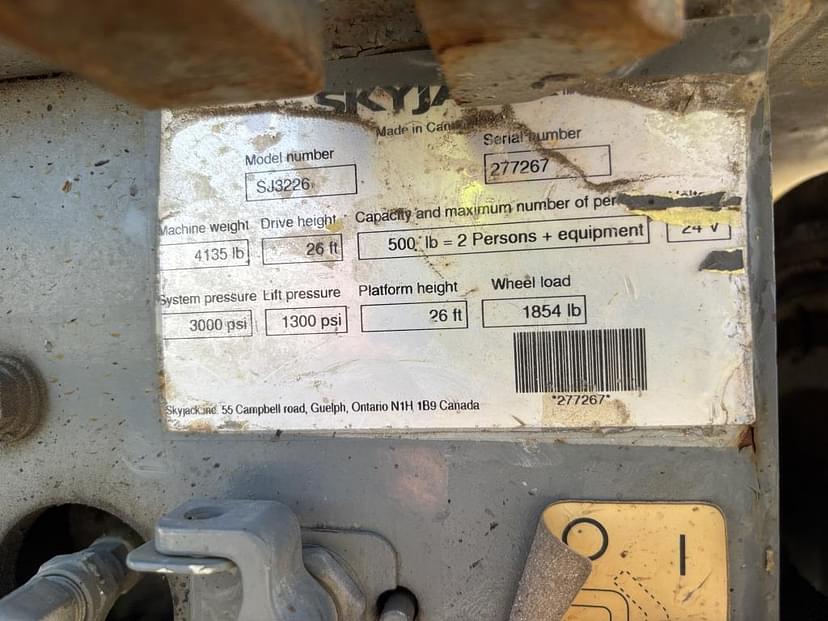 SKYJA
Made in Can
Model number
SJ3226
Serial number
277267
Machine weight
4135 lb
Drive height
26 ft
Capacity and maximum number of per
500 lb = 2 Persons + equipment
24 V
System pressure
3000 psi
Lift pressure
1300 psi
Platform height
26 ft
Wheel load
1854 lb
*277267*
Skyjack inc. 55 Campbell road, Guelph, Ontario N1H 1B9 Canada